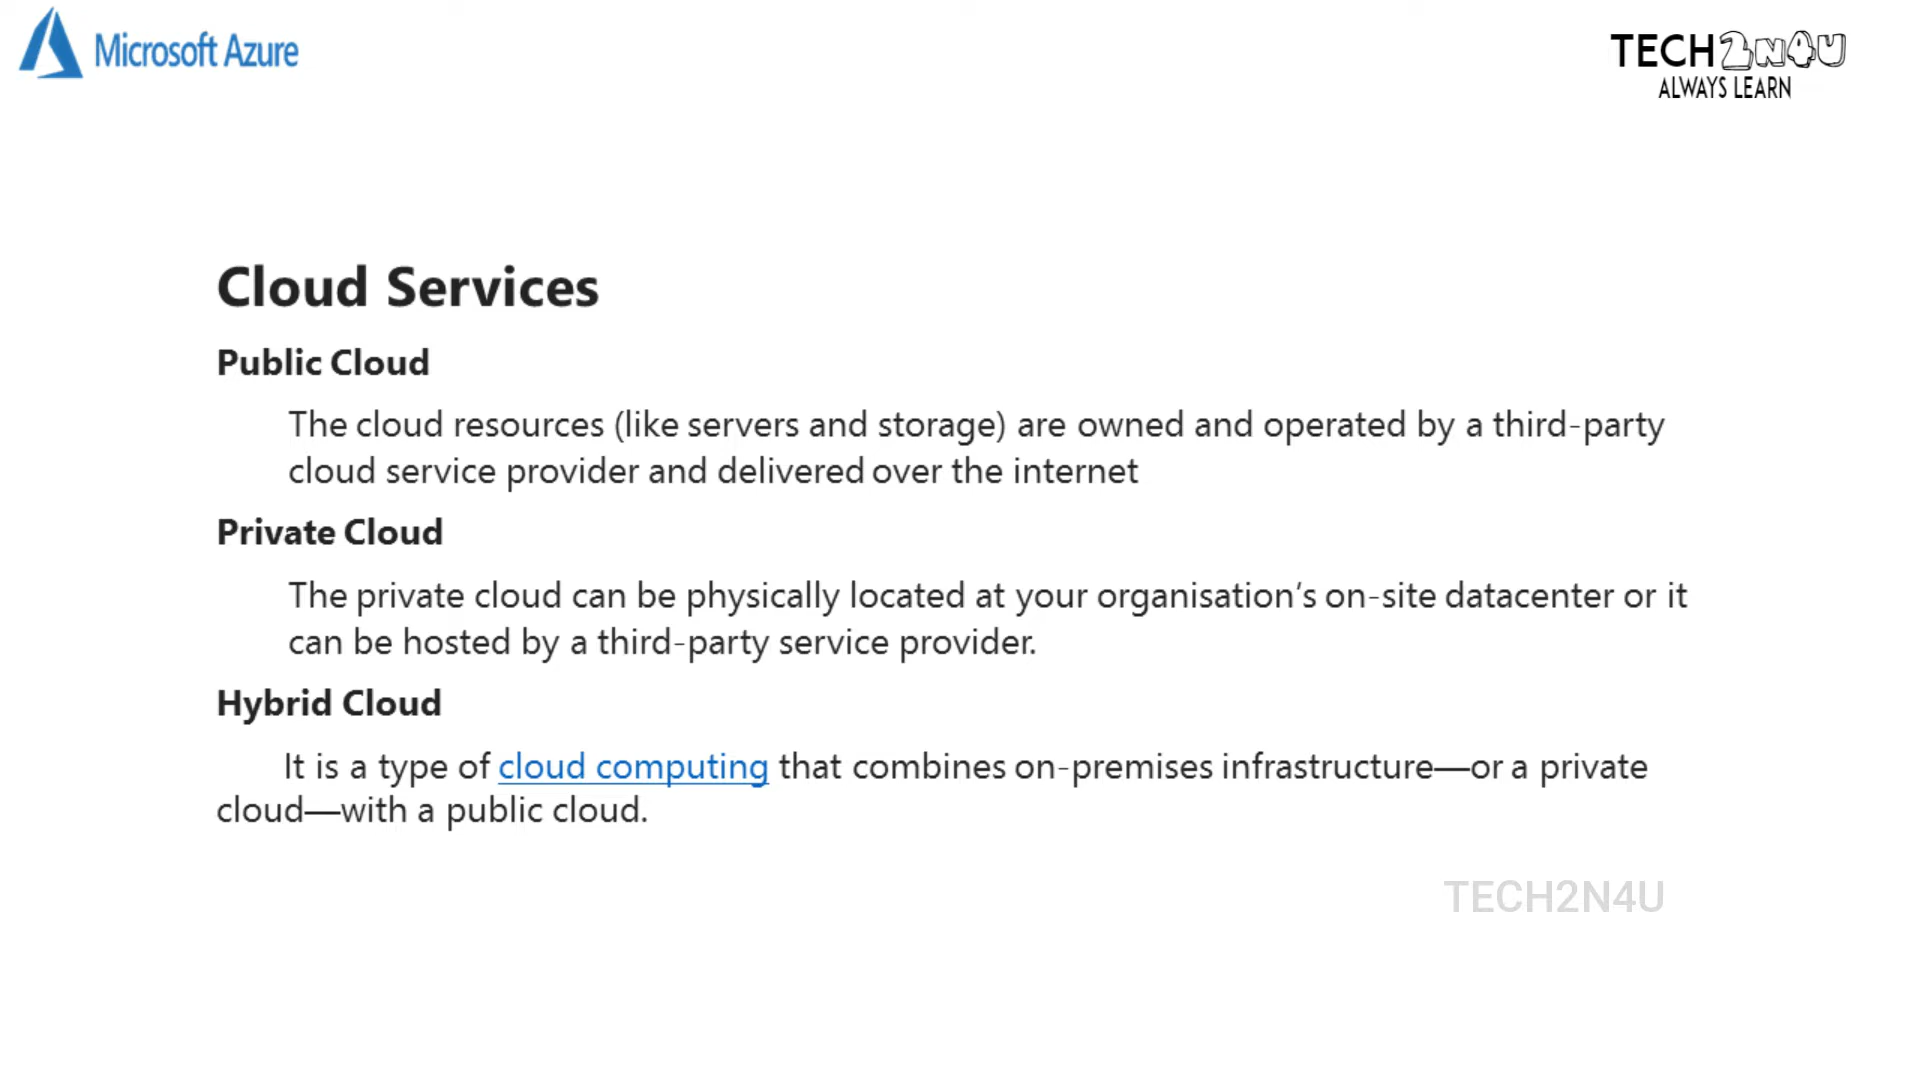 Microsoft Azure
TECH2N4U
ALWAYS LEARN
Cloud Services
Public Cloud
The cloud resources (like servers and storage) are owned and operated by a third-party
cloud service provider and delivered over the internet
Private Cloud
The private cloud can be physically located at your organisation’s on-site datacenter or it
can be hosted by a third-party service provider.
Hybrid Cloud
It is a type of cloud computing that combines on-premises infrastructure—or a private
cloud—with a public cloud.
TECH2N4U